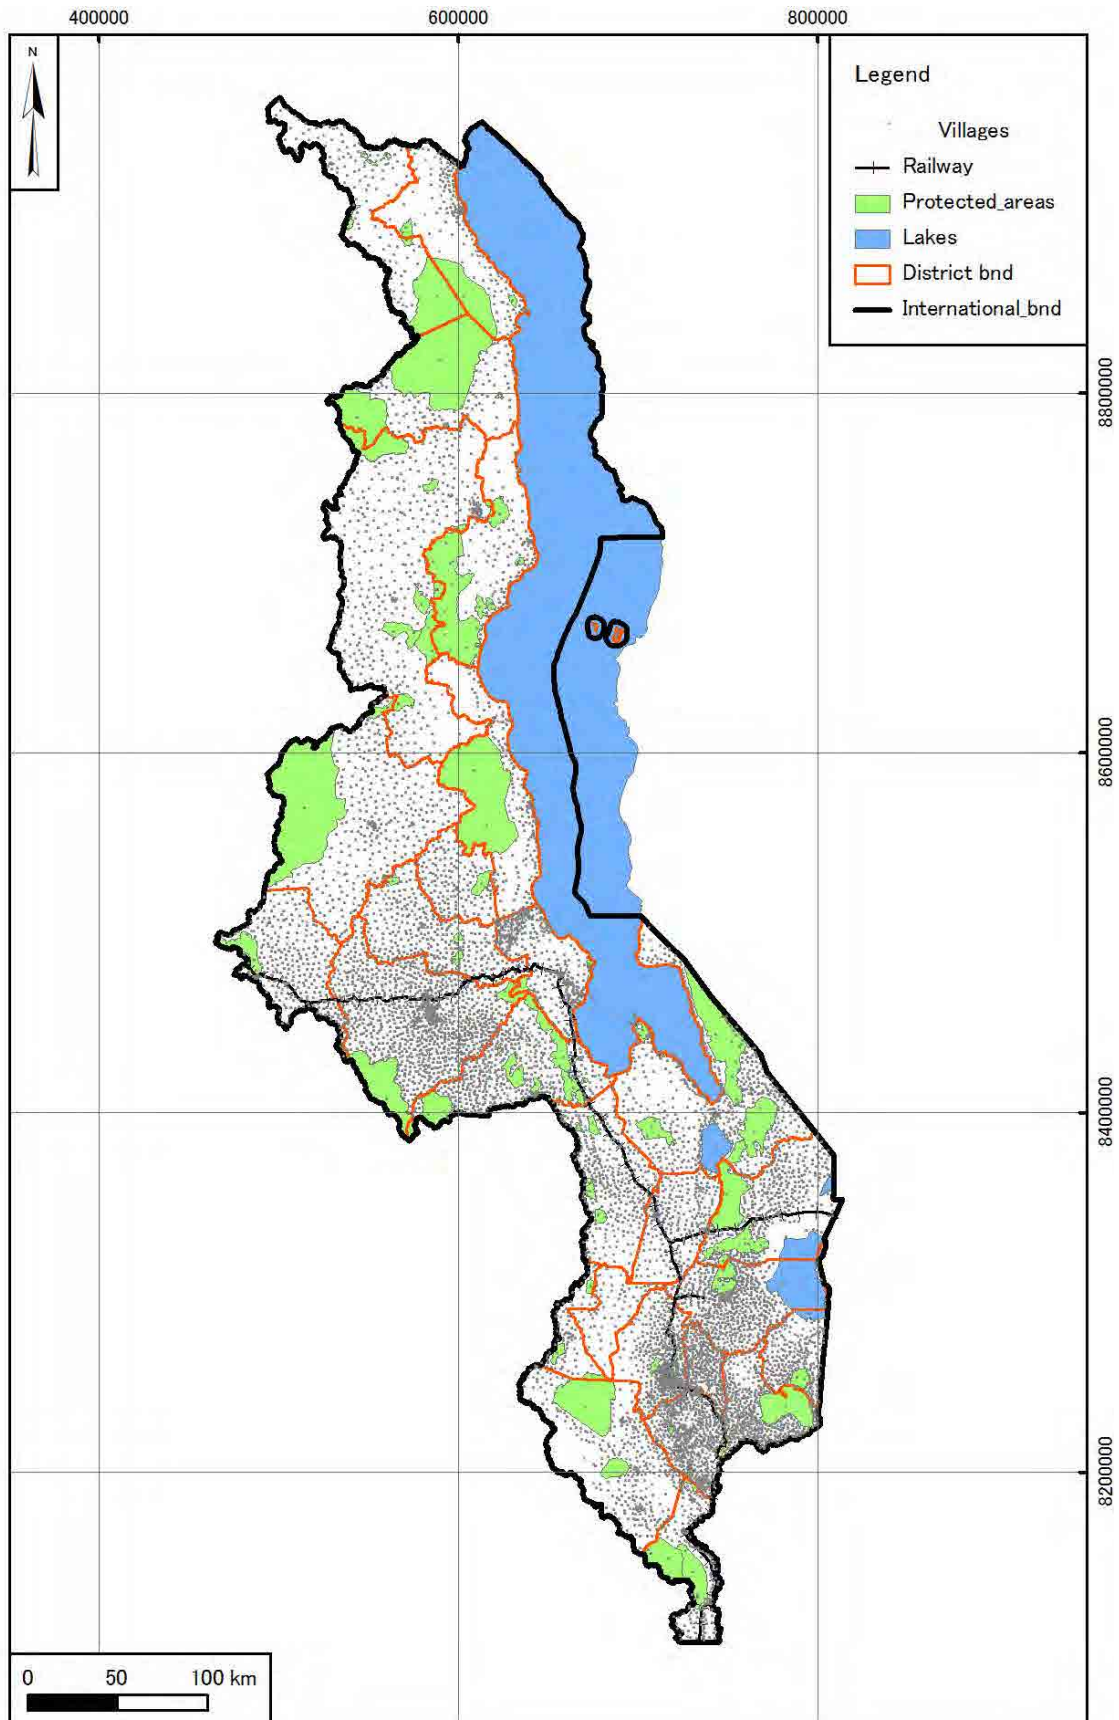 400000 600000 800000
N
Legend
Villages
Railway
Protected_areas
Lakes
District bnd
International_bnd
8800000
8600000
8400000
8200000
0 50 100 km